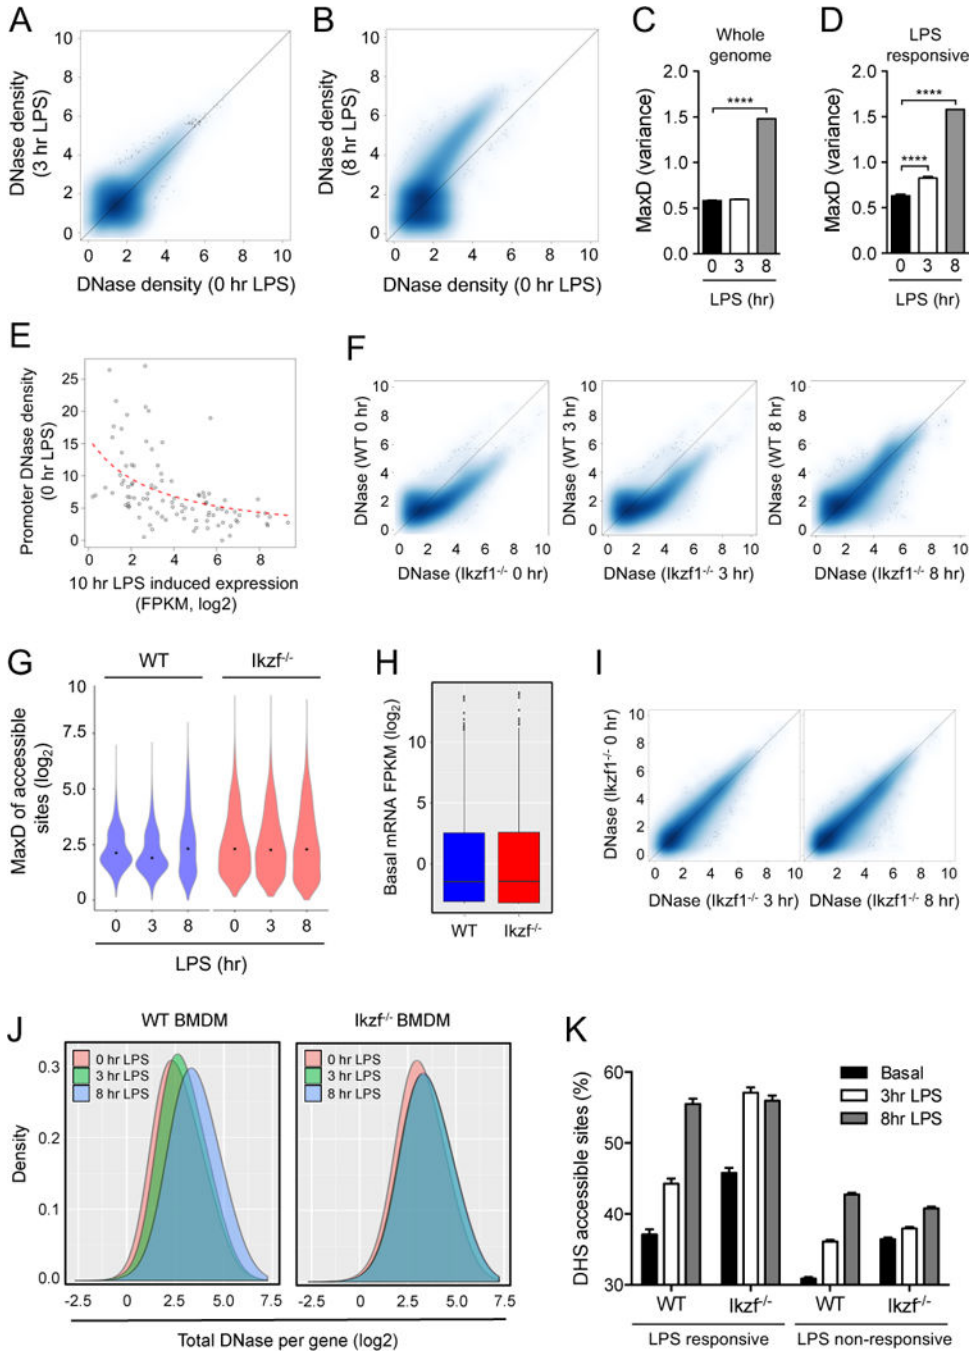 A
DNase density
(3 hr LPS)
10
8
6
4
2
0
0 2 4 6 8 10
DNase density (0 hr LPS)
B
DNase density
(8 hr LPS)
10
8
6
4
2
0
0 2 4 6 8 10
DNase density (0 hr LPS)
C
Whole
genome
MaxD (variance)
2.0
1.5
1.0
0.5
0.0
****
0 3 8
LPS (hr)
D
LPS
responsive
MaxD (variance)
2.0
1.5
1.0
0.5
0.0
****
****
0 3 8
LPS (hr)
E
Promoter DNase density
(0 hr LPS)
25
20
15
10
5
0
0 2 4 6 8
10 hr LPS induced expression
(FPKM, log2)
F
DNase (WT 0 hr)
10
8
6
4
2
0
0 2 4 6 8 10
DNase (Ikzf1-/- 0 hr)
DNase (WT 3 hr)
10
8
6
4
2
0
0 2 4 6 8 10
DNase (Ikzf1-/- 3 hr)
DNase (WT 8 hr)
10
8
6
4
2
0
0 2 4 6 8 10
DNase (Ikzf1-/- 8 hr)
G
WT
Ikzf-/-
MaxD of accessible
sites (log2)
10
7.5
5.0
2.5
0
0 3 8 0 3 8
LPS (hr)
H
Basal mRNA FPKM (log2)
10
5
0
WT Ikzf-/-
I
DNase (Ikzf1-/- 0 hr)
10
8
6
4
2
0
0 2 4 6 8 10
DNase (Ikzf1-/- 3 hr)
0 2 4 6 8 10
DNase (Ikzf1-/- 8 hr)
J
WT BMDM
Ikzf-/- BMDM
Density
0.3
0.2
0.1
0.0
0 hr LPS
3 hr LPS
8 hr LPS
0 hr LPS
3 hr LPS
8 hr LPS
-2.5 0 2.5 5.0 7.5
-2.5 0 2.5 5.0 7.5
Total DNase per gene (log2)
K
DHS accessible sites (%)
60
50
40
30
Basal
3hr LPS
8hr LPS
WT Ikzf-/- WT Ikzf-/-
LPS responsive
LPS non-responsive